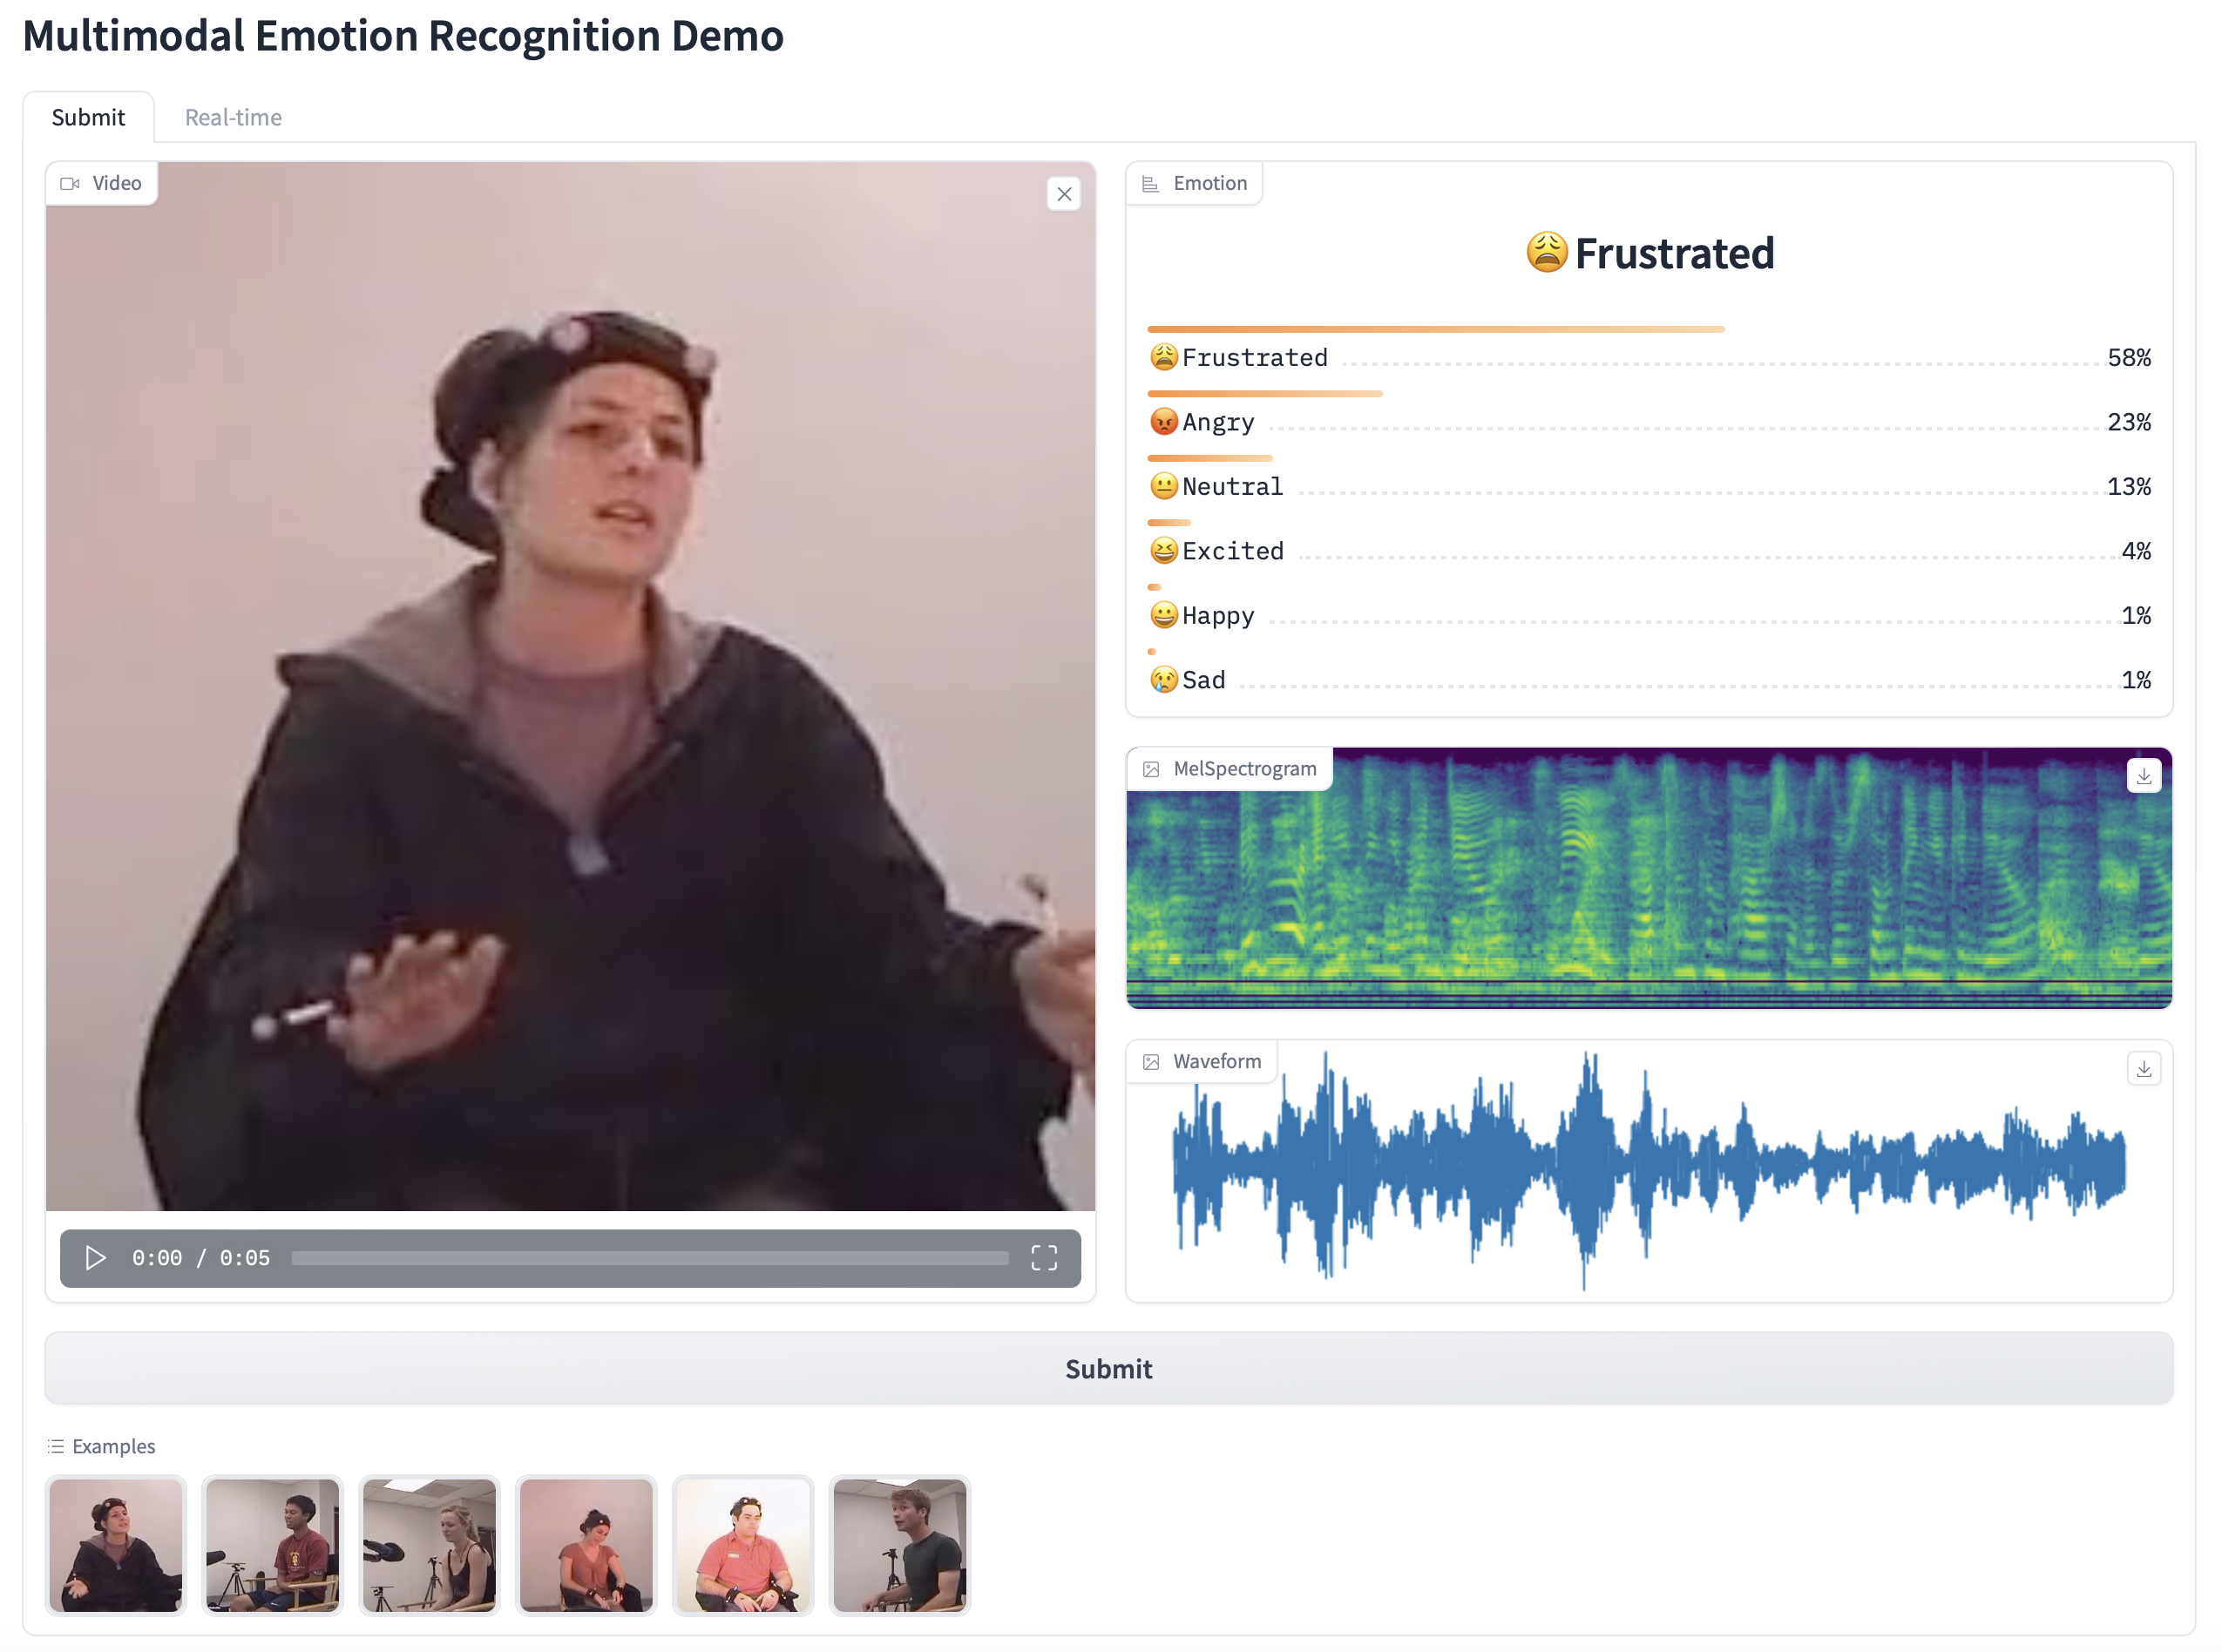 Multimodal Emotion Recognition Demo
Submit
Real-time
Video
0:00 / 0:05
Emotion
😩Frustrated
😩Frustrated 58%
😡Angry 23%
😐Neutral 13%
😆Excited 4%
😀Happy 1%
😢Sad 1%
MelSpectrogram
Waveform
Submit
Examples